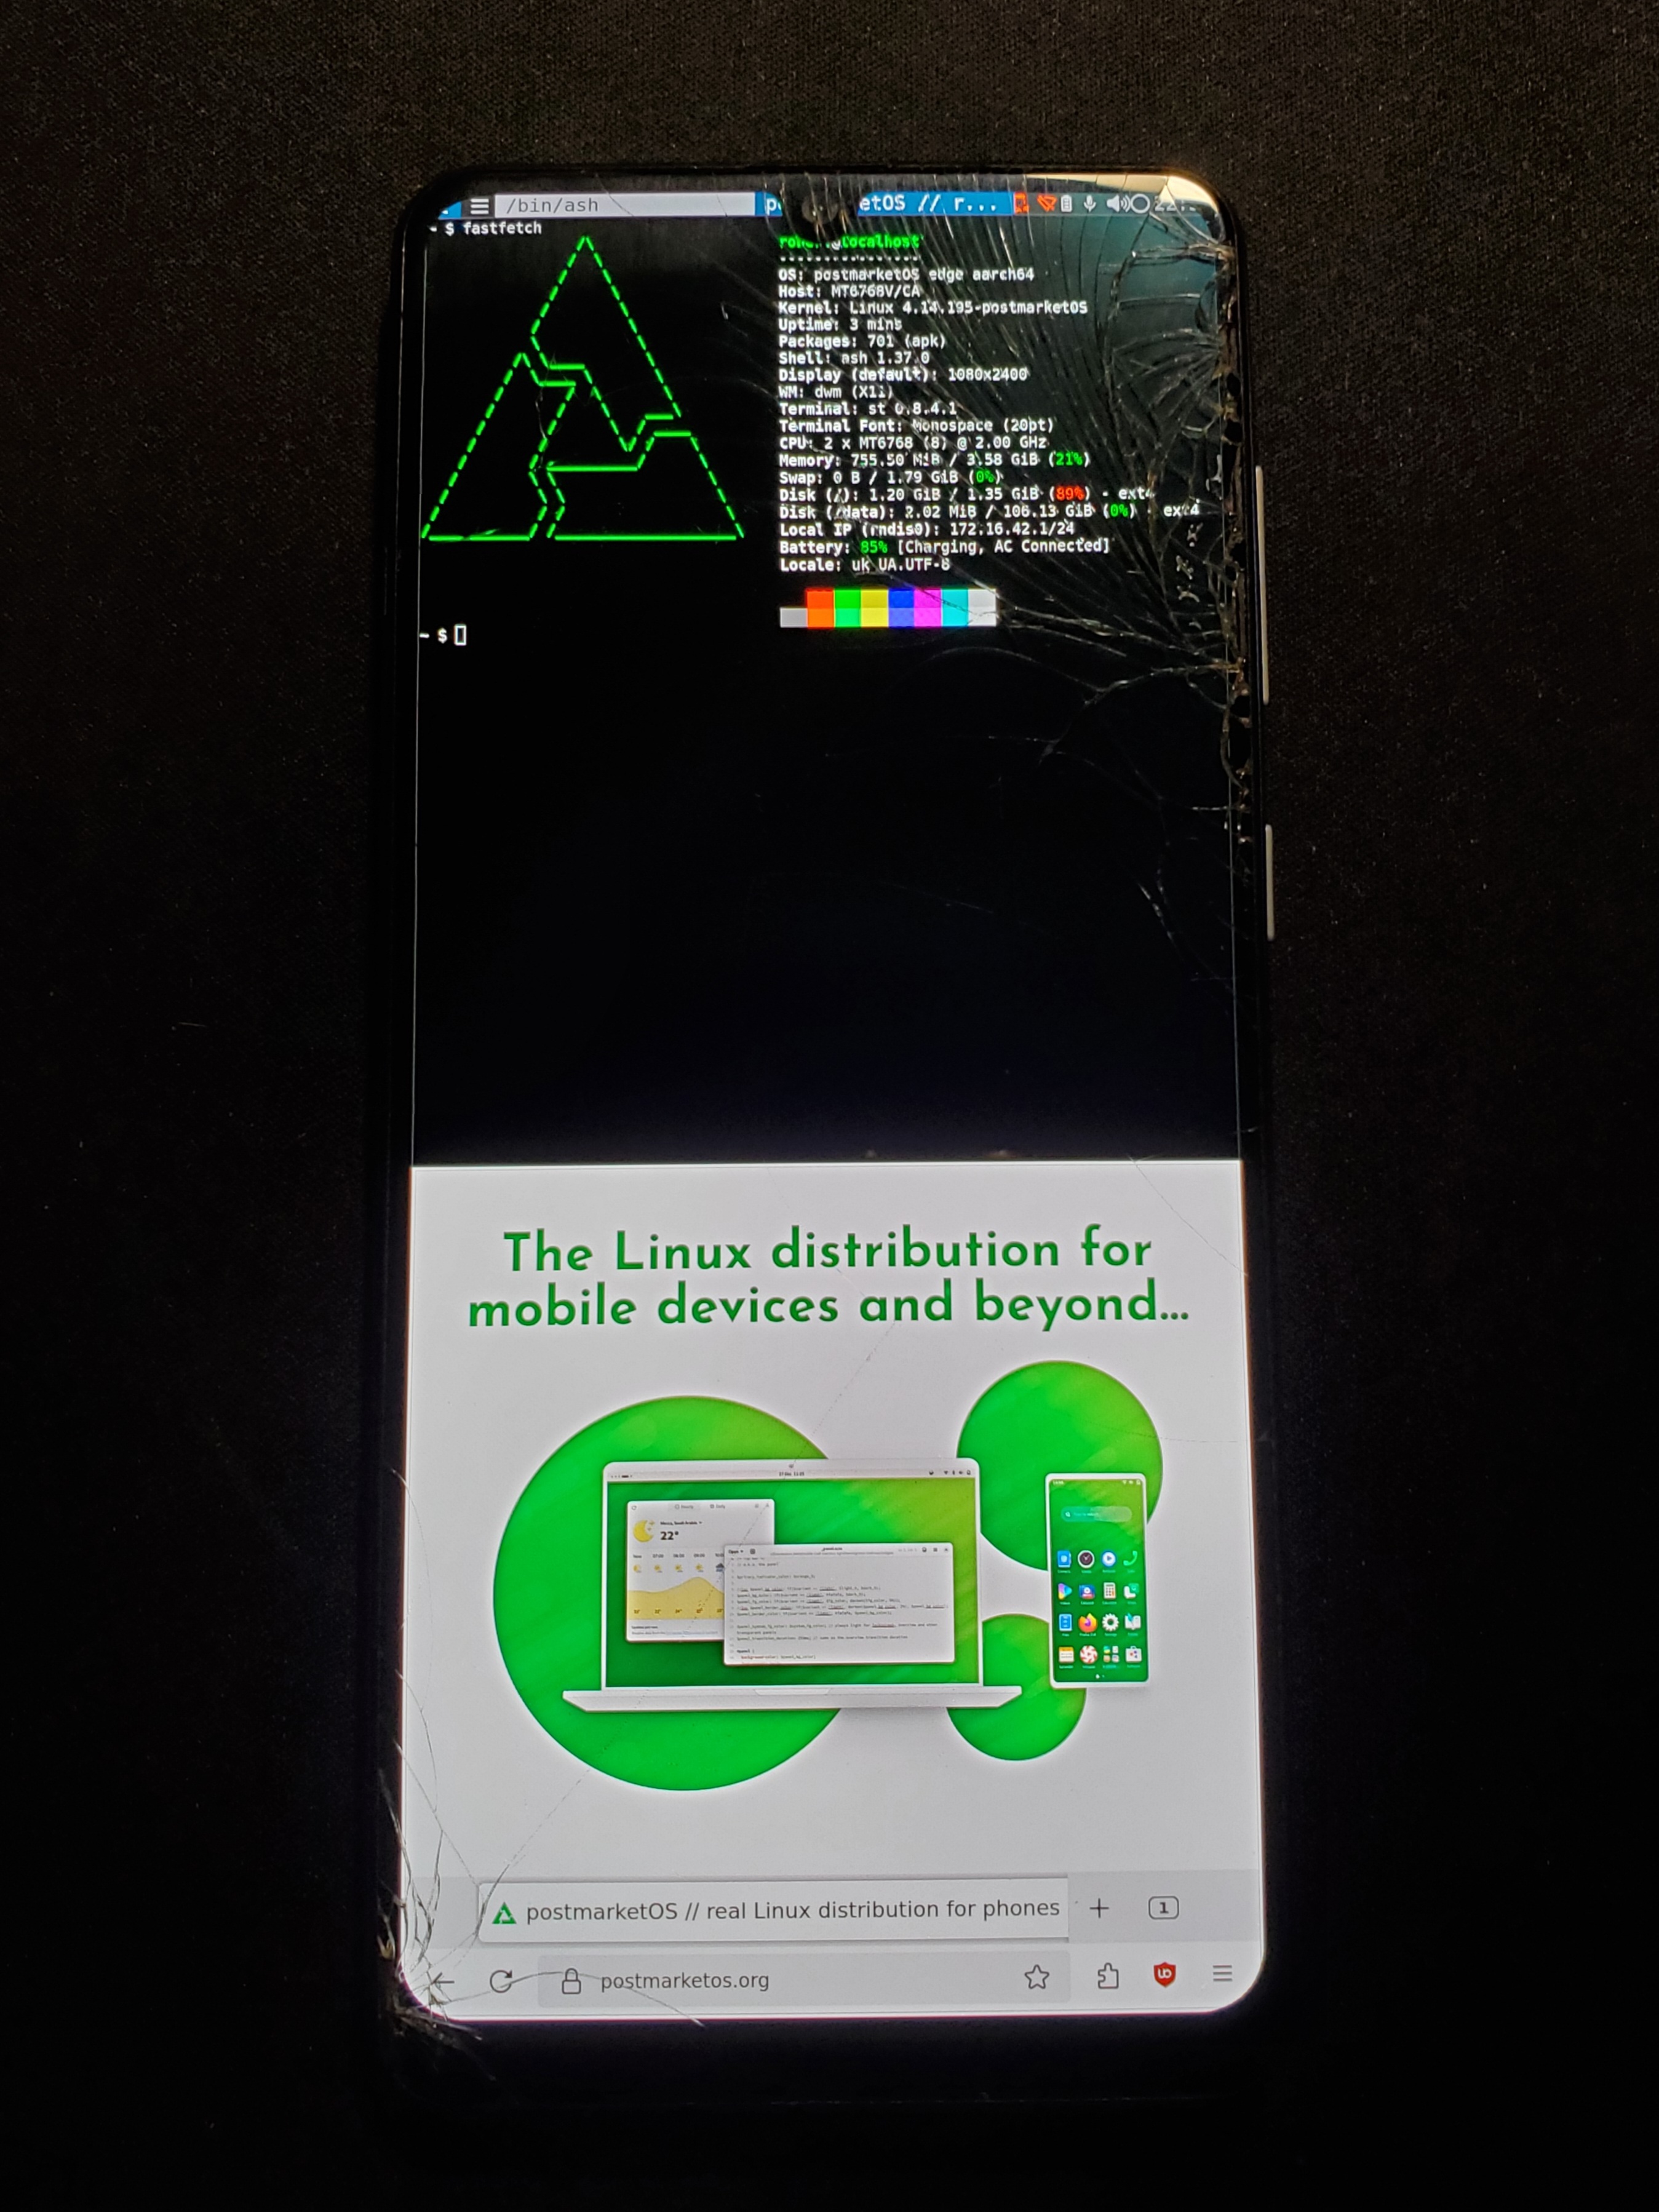 /bin/ash
etOS // r...
~ $ fastfetch
@localhost
OS: postmarketOS edge aarch64
Host: MT6768V/CA
Kernel: Linux 4.14.195-postmarketOS
Uptime: 3 mins
Packages: 701 (apk)
Shell: ash 1.37.0
Display (default): 1080x2400
WM: dwm (X11)
Terminal: st 0.8.4.1
Terminal Font: Monospace (20pt)
CPU: 2 x MT6768 (8) @ 2.00 GHz
Memory: 755.50 MiB / 3.58 GiB (21%)
Swap: 0 B / 1.79 GiB (0%)
Disk (/): 1.20 GiB / 1.35 GiB (89%) - ext4
Disk (/data): 2.02 MiB / 106.13 GiB (0%) - ext4
Local IP (rndis0): 172.16.42.1/24
Battery: 85% [Charging, AC Connected]
Locale: uk_UA.UTF-8
~ $
The Linux distribution for
mobile devices and beyond...
22°
postmarketOS // real Linux distribution for phones
1
postmarketos.org